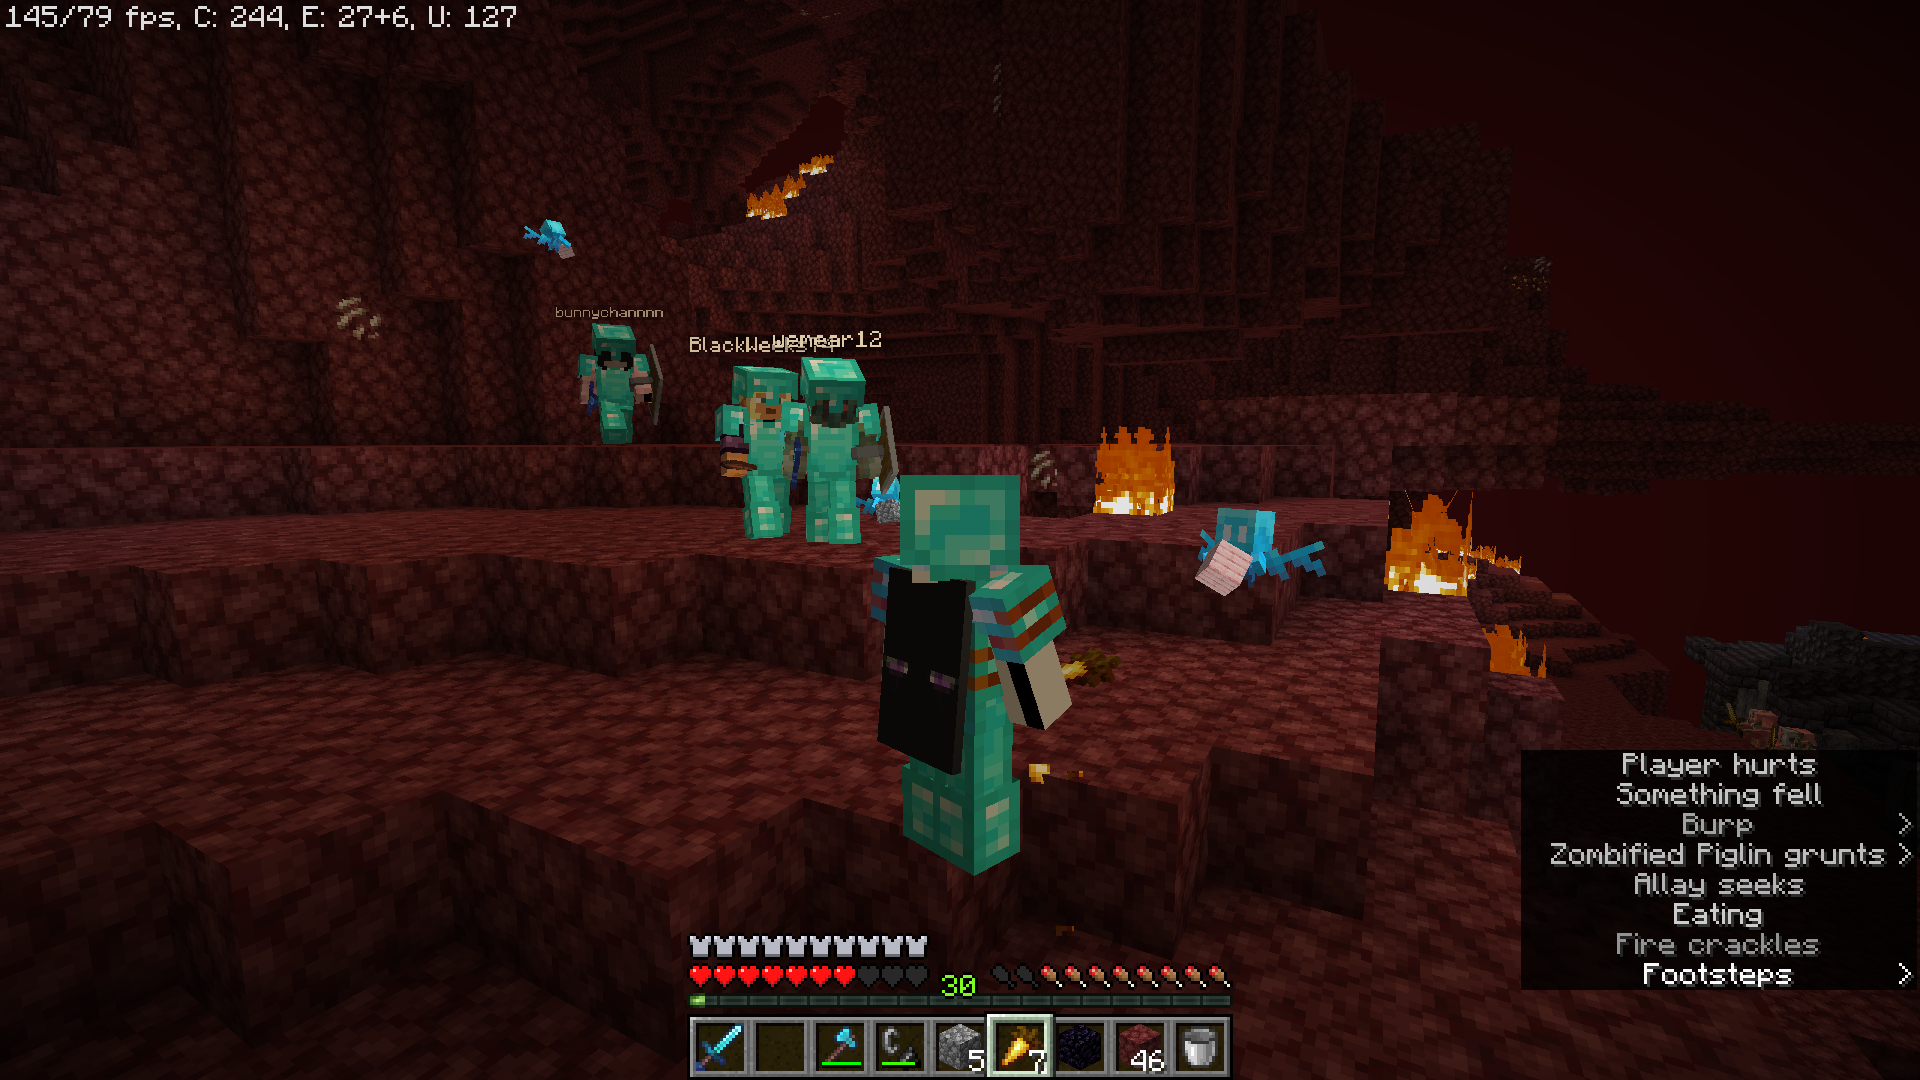 145/79 fps, C: 244, E: 27+6, U: 127
bunnychannnn
BlackWeeks
Player hurts
Something fell
Burp >
Zombified Piglin grunts >
Allay seeks
Eating
Fire crackles
Footsteps >
30
5
7
46